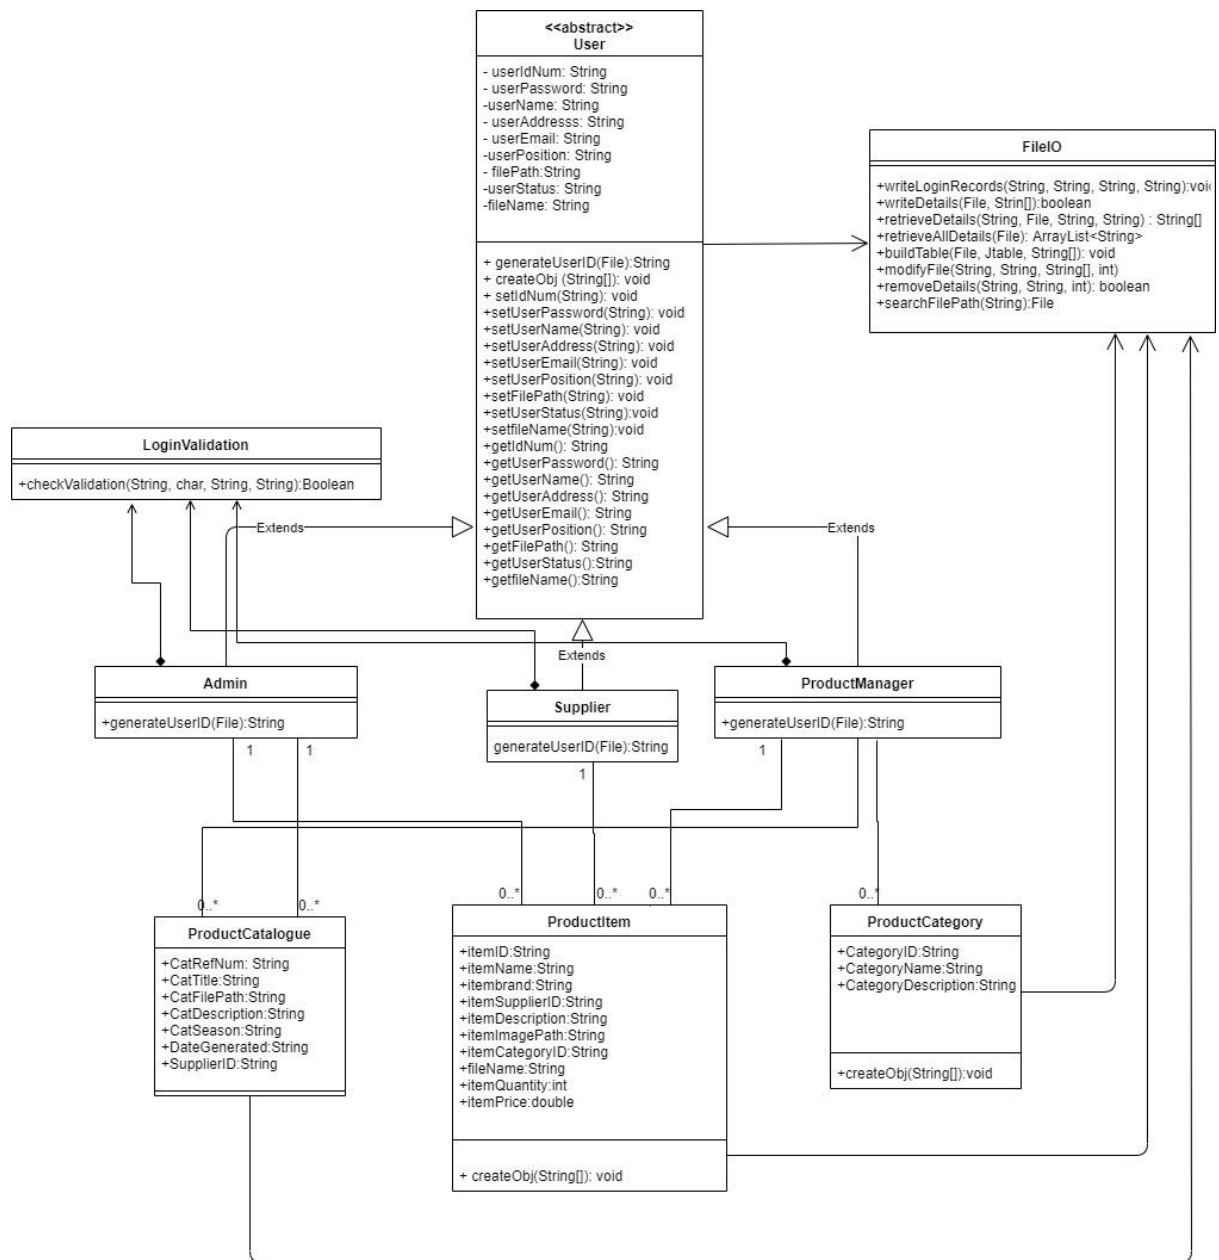 <<abstract>>
User
- userIdNum: String
- userPassword: String
-userName: String
- userAddresss: String
- userEmail: String
-userPosition: String
- filePath:String
-userStatus: String
-fileName: String
+ generateUserID(File):String
+ createObj (String[]): void
+ setIdNum(String): void
+setUserPassword(String): void
+setUserName(String): void
+setUserAddress(String): void
+setUserEmail(String): void
+setUserPosition(String): void
+setFilePath(String): void
+setUserStatus(String):void
+setfileName(String):void
+getIdNum(): String
+getUserPassword(): String
+getUserName(): String
+getUserAddress(): String
+getUserEmail(): String
+getUserPosition(): String
+getFilePath(): String
+getUserStatus():String
+getfileName():String
FileIO
+writeLoginRecords(String, String, String, String):void
+writeDetails(File, Strin[]):boolean
+retrieveDetails(String, File, String, String) : String[]
+retrieveAllDetails(File): ArrayList<String>
+buildTable(File, Jtable, String[]): void
+modifyFile(String, String, String[], int)
+removeDetails(String, String, int): boolean
+searchFilePath(String):File
LoginValidation
+checkValidation(String, char, String, String):Boolean
Extends
Extends
Extends
Admin
+generateUserID(File):String
Supplier
generateUserID(File):String
ProductManager
+generateUserID(File):String
1
1
1
1
0..*
0..*
0..*
0..*
0..*
0..*
ProductCatalogue
+CatRefNum: String
+CatTitle:String
+CatFilePath:String
+CatDescription:String
+CatSeason:String
+DateGenerated:String
+SupplierID:String
ProductItem
+itemID:String
+itemName:String
+itembrand:String
+itemSupplierID:String
+itemDescription:String
+itemImagePath:String
+itemCategoryID:String
+fileName:String
+itemQuantity:int
+itemPrice:double
+ createObj(String[]): void
ProductCategory
+CategoryID:String
+CategoryName:String
+CategoryDescription:String
+createObj(String[]):void